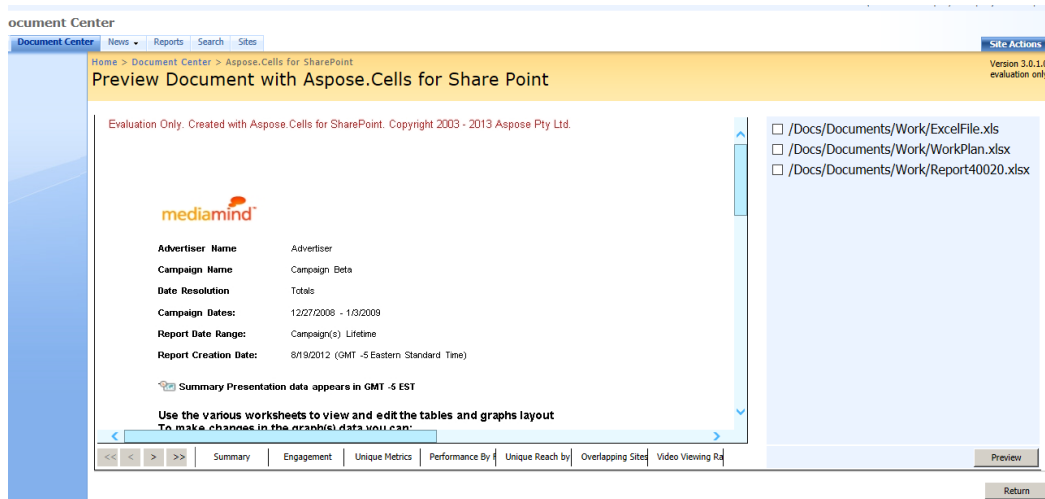 ocument Center
Document Center News Reports Search Sites
Site Actions
Home > Document Center > Aspose.Cells for SharePoint
Preview Document with Aspose.Cells for Share Point
Version 3.0.1.0
evaluation only
Evaluation Only. Created with Aspose.Cells for SharePoint. Copyright 2003 - 2013 Aspose Pty Ltd.
/Docs/Documents/Work/ExcelFile.xls
/Docs/Documents/Work/WorkPlan.xlsx
/Docs/Documents/Work/Report40020.xlsx
mediamind
Advertiser Name Advertiser
Campaign Name Campaign Beta
Date Resolution Totals
Campaign Dates: 12/27/2008 - 1/3/2009
Report Date Range: Campaign(s) Lifetime
Report Creation Date: 8/19/2012 (GMT -5 Eastern Standard Time)
Summary Presentation data appears in GMT -5 EST
Use the various worksheets to view and edit the tables and graphs layout
To make changes in the graph(s) data you can:
<< < > >> Summary Engagement Unique Metrics Performance By Unique Reach by Overlapping Sites Video Viewing Ra
Preview
Return